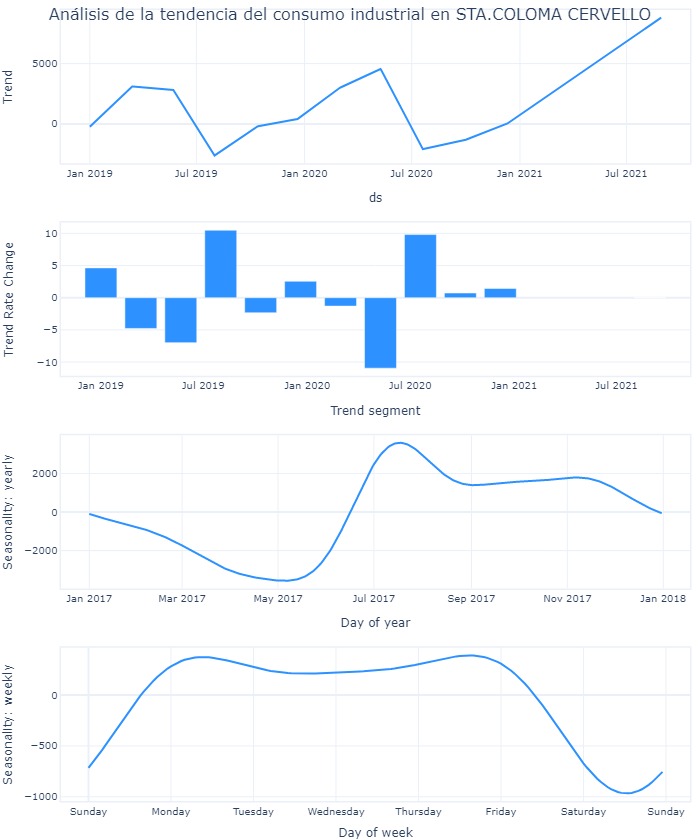 Análisis de la tendencia del consumo industrial en STA.COLOMA CERVELLO
Trend
5000
0
Jan 2019 Jul 2019 Jan 2020 Jul 2020 Jan 2021 Jul 2021
ds
Trend Rate Change
10
5
0
−5
−10
Jan 2019 Jul 2019 Jan 2020 Jul 2020 Jan 2021 Jul 2021
Trend segment
Seasonality: yearly
2000
0
−2000
Jan 2017 Mar 2017 May 2017 Jul 2017 Sep 2017 Nov 2017 Jan 2018
Day of year
Seasonality: weekly
0
−500
−1000
Sunday Monday Tuesday Wednesday Thursday Friday Saturday Sunday
Day of week